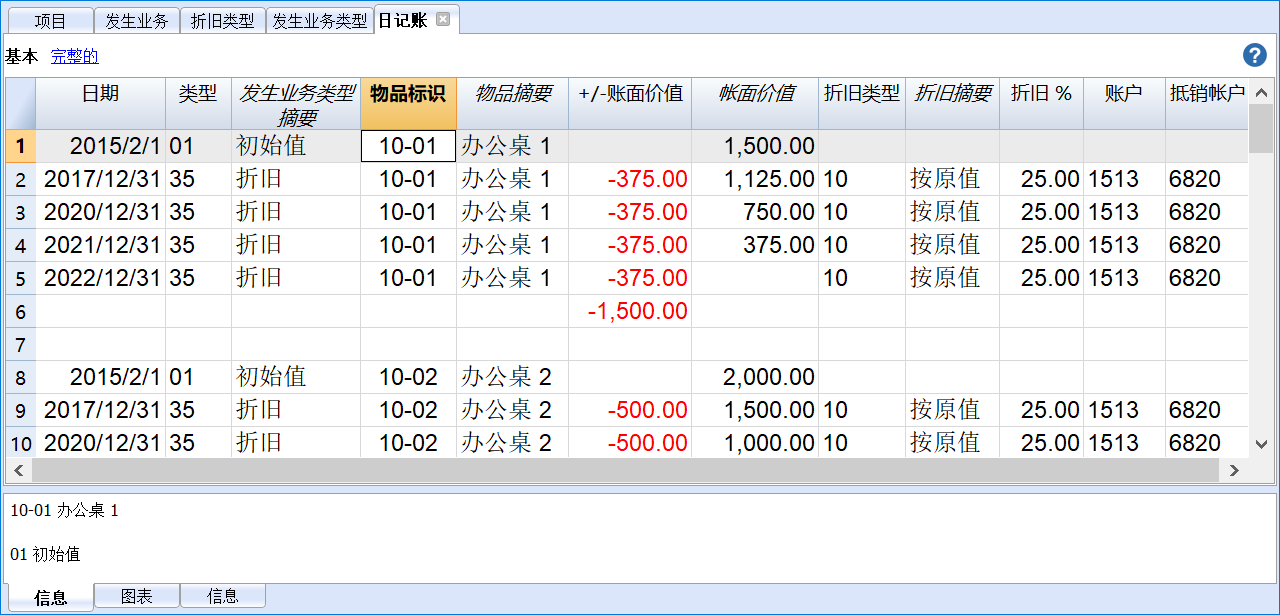 项目 发生业务 折旧类型 发生业务类型 日记账
基本 完整的
日期 类型 发生业务类型 摘要 物品标识 物品摘要 +/-账面价值 帐面价值 折旧类型 折旧摘要 折旧 % 账户 抵销帐户
1 2015/2/1 01 初始值 10-01 办公桌 1 1,500.00
2 2017/12/31 35 折旧 10-01 办公桌 1 -375.00 1,125.00 10 按原值 25.00 1513 6820
3 2020/12/31 35 折旧 10-01 办公桌 1 -375.00 750.00 10 按原值 25.00 1513 6820
4 2021/12/31 35 折旧 10-01 办公桌 1 -375.00 375.00 10 按原值 25.00 1513 6820
5 2022/12/31 35 折旧 10-01 办公桌 1 -375.00 10 按原值 25.00 1513 6820
6 -1,500.00
7
8 2015/2/1 01 初始值 10-02 办公桌 2 2,000.00
9 2017/12/31 35 折旧 10-02 办公桌 2 -500.00 1,500.00 10 按原值 25.00 1513 6820
10 2020/12/31 35 折旧 10-02 办公桌 2 -500.00 1,000.00 10 按原值 25.00 1513 6820
10-01 办公桌 1
01 初始值
信息 图表 信息